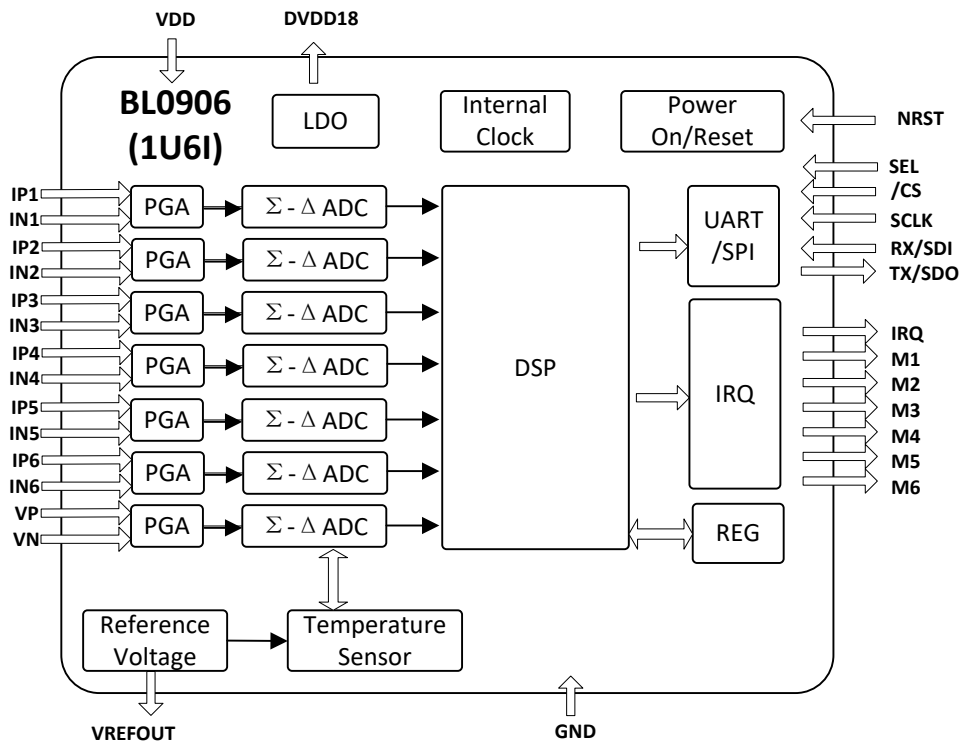 VDD
DVDD18
BL0906
(1U6I)
LDO
Internal
Clock
Power
On/Reset
NRST
SEL
/CS
SCLK
RX/SDI
TX/SDO
IP1
IN1
PGA
Σ - Δ ADC
IP2
IN2
PGA
Σ - Δ ADC
IP3
IN3
PGA
Σ - Δ ADC
IP4
IN4
PGA
Σ - Δ ADC
IP5
IN5
PGA
Σ - Δ ADC
IP6
IN6
PGA
Σ - Δ ADC
VP
VN
PGA
Σ - Δ ADC
DSP
UART
/SPI
IRQ
REG
IRQ
M1
M2
M3
M4
M5
M6
Reference
Voltage
Temperature
Sensor
VREFOUT
GND